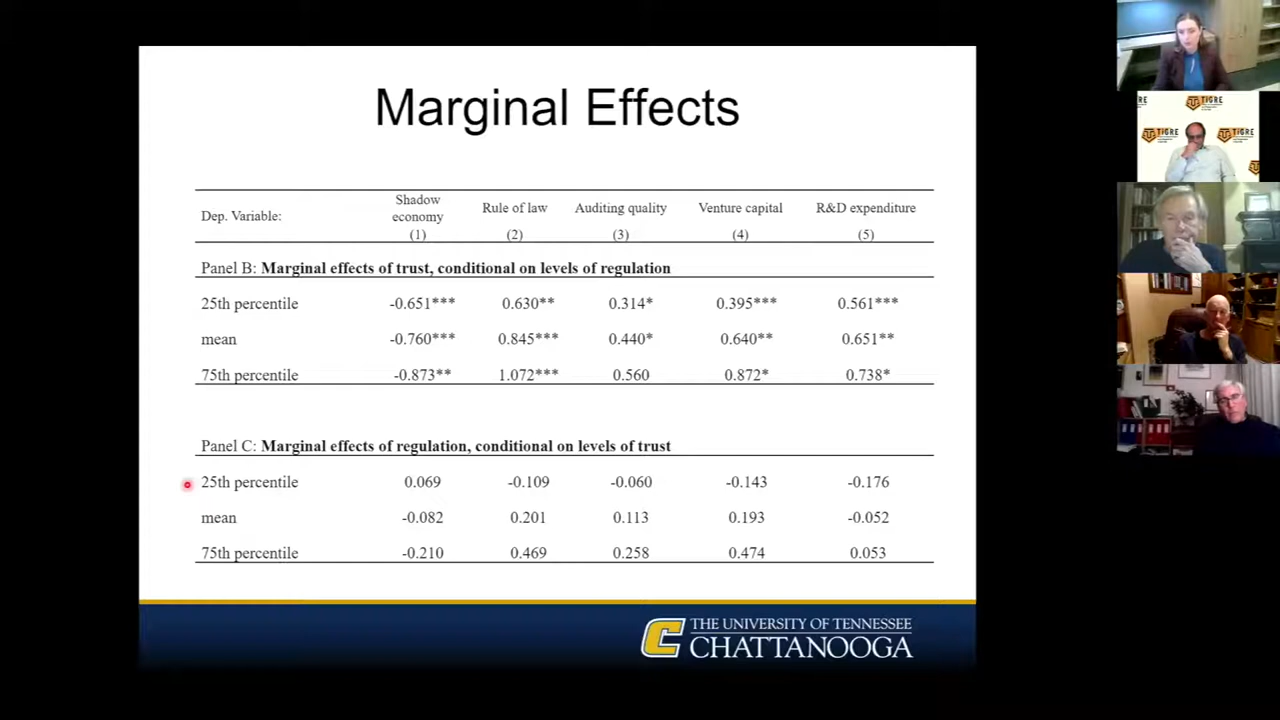 Marginal Effects
Dep. Variable: Shadow economy Rule of law Auditing quality Venture capital R&D expenditure
(1) (2) (3) (4) (5)
Panel B: Marginal effects of trust, conditional on levels of regulation
25th percentile -0.651*** 0.630** 0.314* 0.395*** 0.561***
mean -0.760*** 0.845*** 0.440* 0.640** 0.651**
75th percentile -0.873** 1.072*** 0.560 0.872* 0.738*
Panel C: Marginal effects of regulation, conditional on levels of trust
25th percentile 0.069 -0.109 -0.060 -0.143 -0.176
mean -0.082 0.201 0.113 0.193 -0.052
75th percentile -0.210 0.469 0.258 0.474 0.053
C THE UNIVERSITY OF TENNESSEE
CHATTANOOGA
TIGRE
TIGRE TIGRE